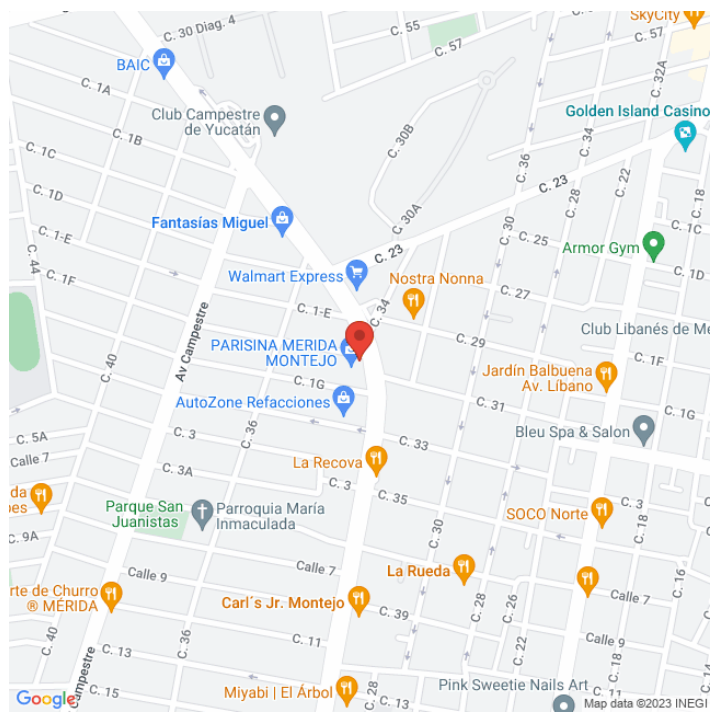 SkyCity
C. 30 Diag. 4
C. 55
C. 57
C. 57
BAIC
C. 32A
C. 1
Club Campestre
de Yucatán
C. 30B
Golden Island Casino
C. 34
C. 1B
C. 36
C. 22
C. 18
C. 1C
C. 23
C. 30
C. 28
C. 1D
C. 30A
Fantasías Miguel
C. 1C
C. 1-E
C. 23
C. 25
Armor Gym
C. 1D
C. 44
Walmart Express
Nostra Nonna
C. 27
C. 1F
C. 1-E
C. 34
Av Campestre
C. 29
Club Libanés de Me
PARISINA MERIDA
MONTEJO
C. 1F
C. 40
Jardín Balbuena
Av. Líbano
C. 1G
C. 31
C. 1G
AutoZone Refacciones
Bleu Spa & Salon
C. 5A
C. 3
C. 36
C. 33
Calle 7
La Recova
C. 3A
C. 3
C. 35
C. 3
Parque San
Juanistas
Parroquia María
Inmaculada
SOCO Norte
C. 18
C. 9A
C. 30
Calle 7
La Rueda
C. 16
Calle 9
rte de Churro
® MÉRIDA
Carl´s Jr. Montejo
C. 28
C. 26
Calle 7
C. 39
C. 40
C. 36
C. 11
Calle 9
C. 13
Campestre
C. 15
Miyabi | El Árbol
C. 28
C. 13
C. 22
C. 18
Pink Sweetie Nails Art
Google
Map data ©2023 INEGI